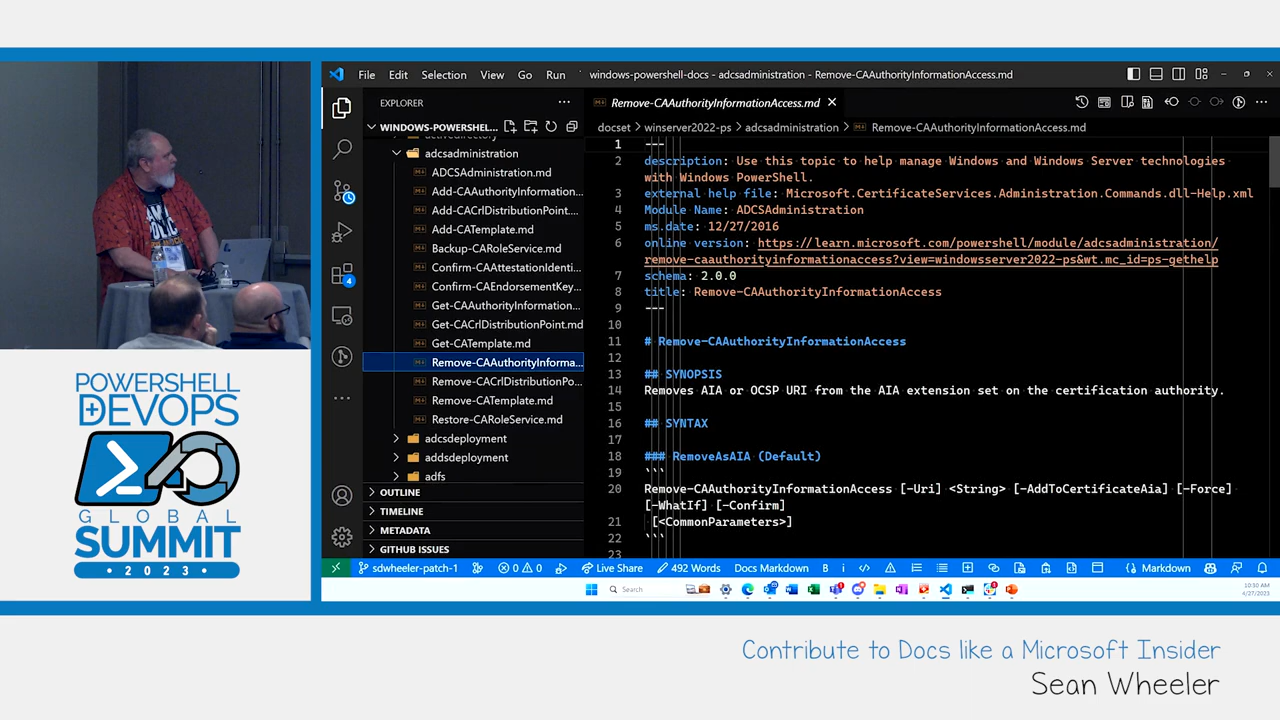 File Edit Selection View Go Run
windows-powershell-docs - adcsadministration - Remove-CAAuthorityInformationAccess.md
EXPLORER
WINDOWS-POWERSHELL...
adcsadministration
ADCSAdministration.md
Add-CAAuthorityInformation...
Add-CACrlDistributionPoint....
Add-CATemplate.md
Backup-CARoleService.md
Confirm-CAAttestationIdenti...
Confirm-CAEndorsementKey...
Get-CAAuthorityInformation...
Get-CACrlDistributionPoint.md
Get-CATemplate.md
Remove-CAAuthorityInforma...
Remove-CACrlDistributionPo...
Remove-CATemplate.md
Restore-CARoleService.md
adcsdeployment
addsdeployment
adfs
OUTLINE
TIMELINE
METADATA
GITHUB ISSUES
Remove-CAAuthorityInformationAccess.md
docset > winserver2022-ps > adcsadministration > Remove-CAAuthorityInformationAccess.md
1 ---
2 description: Use this topic to help manage Windows and Windows Server technologies
with Windows PowerShell.
3 external help file: Microsoft.CertificateServices.Administration.Commands.dll-Help.xml
4 Module Name: ADCSAdministration
5 ms.date: 12/27/2016
6 online version: https://learn.microsoft.com/powershell/module/adcsadministration/
remove-caauthorityinformationaccess?view=windowsserver2022-ps&wt.mc_id=ps-gethelp
7 schema: 2.0.0
8 title: Remove-CAAuthorityInformationAccess
9 ---
10
11 # Remove-CAAuthorityInformationAccess
12
13 ## SYNOPSIS
14 Removes AIA or OCSP URI from the AIA extension set on the certification authority.
15
16 ## SYNTAX
17
18 ### RemoveAsAIA (Default)
19 ```
20 Remove-CAAuthorityInformationAccess [-Uri] <String> [-AddToCertificateAia] [-Force]
[-WhatIf] [-Confirm]
21 [<CommonParameters>]
22 ```
23
sdwheeler-patch-1 0 0 Live Share 492 Words Docs Markdown B i Markdown
Search
10:50 AM
4/27/2023
POWERSHELL
+DEVOPS
GLOBAL
SUMMIT
• 2023 •
Contribute to Docs like a Microsoft Insider
Sean Wheeler